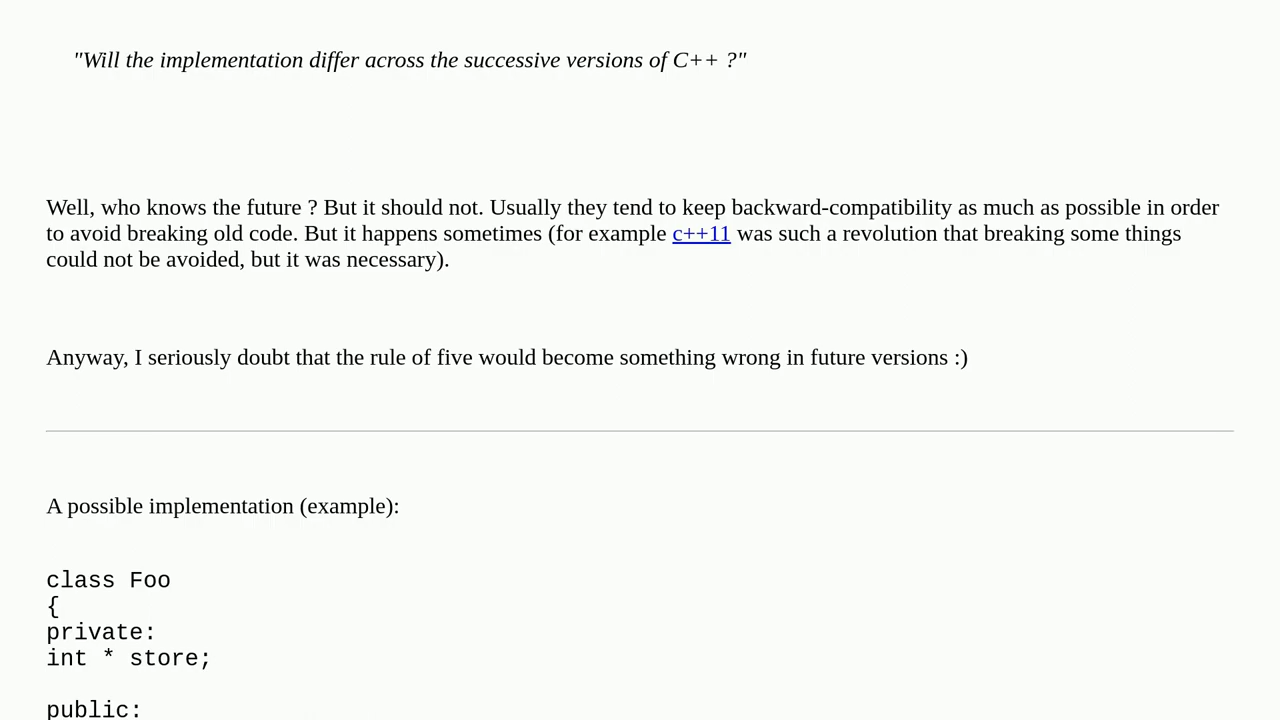 "Will the implementation differ across the successive versions of C++ ?"
Well, who knows the future ? But it should not. Usually they tend to keep backward-compatibility as much as possible in order
to avoid breaking old code. But it happens sometimes (for example c++11 was such a revolution that breaking some things
could not be avoided, but it was necessary).
Anyway, I seriously doubt that the rule of five would become something wrong in future versions :)
A possible implementation (example):
class Foo
{
private:
int * store;
public: